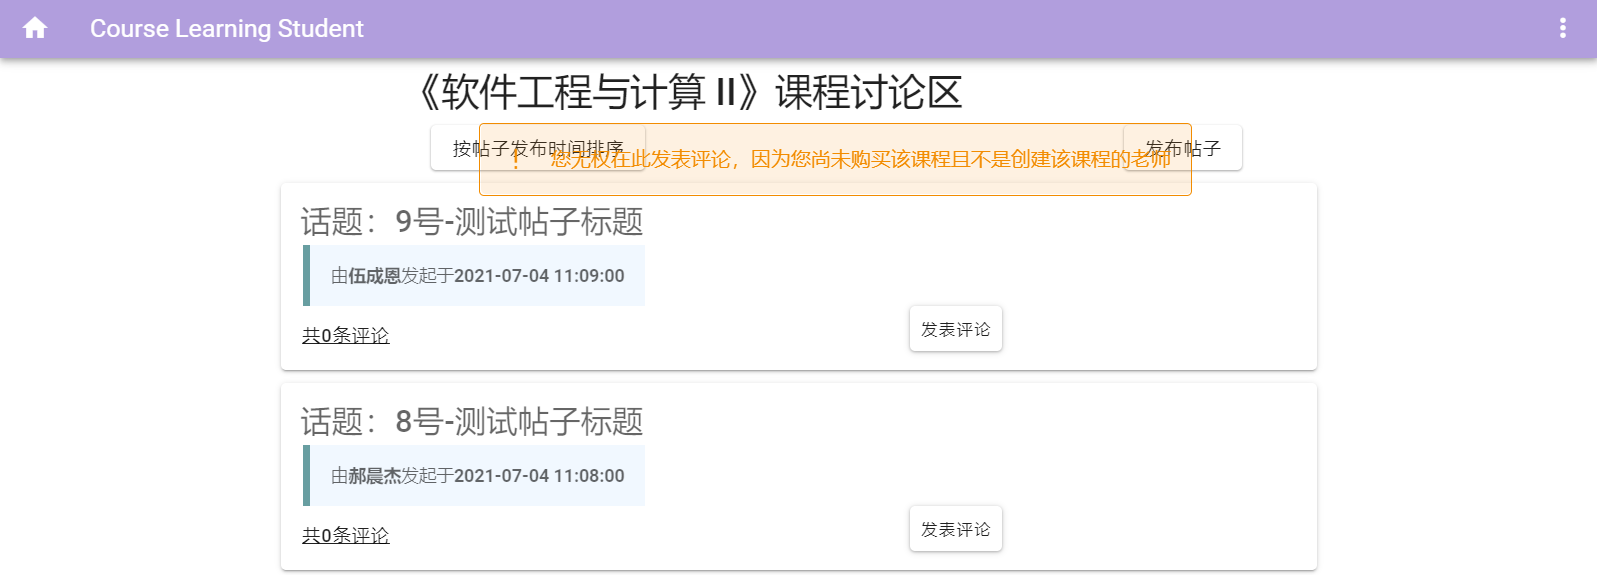 Course Learning Student
《软件工程与计算 II》课程讨论区
按帖子发布时间排序
发布帖子
! 您无权在此发表评论，因为您尚未购买该课程且不是创建该课程的老师
话题：9号-测试帖子标题
由伍成恩发起于2021-07-04 11:09:00
共0条评论
发表评论
话题：8号-测试帖子标题
由郝晨杰发起于2021-07-04 11:08:00
共0条评论
发表评论